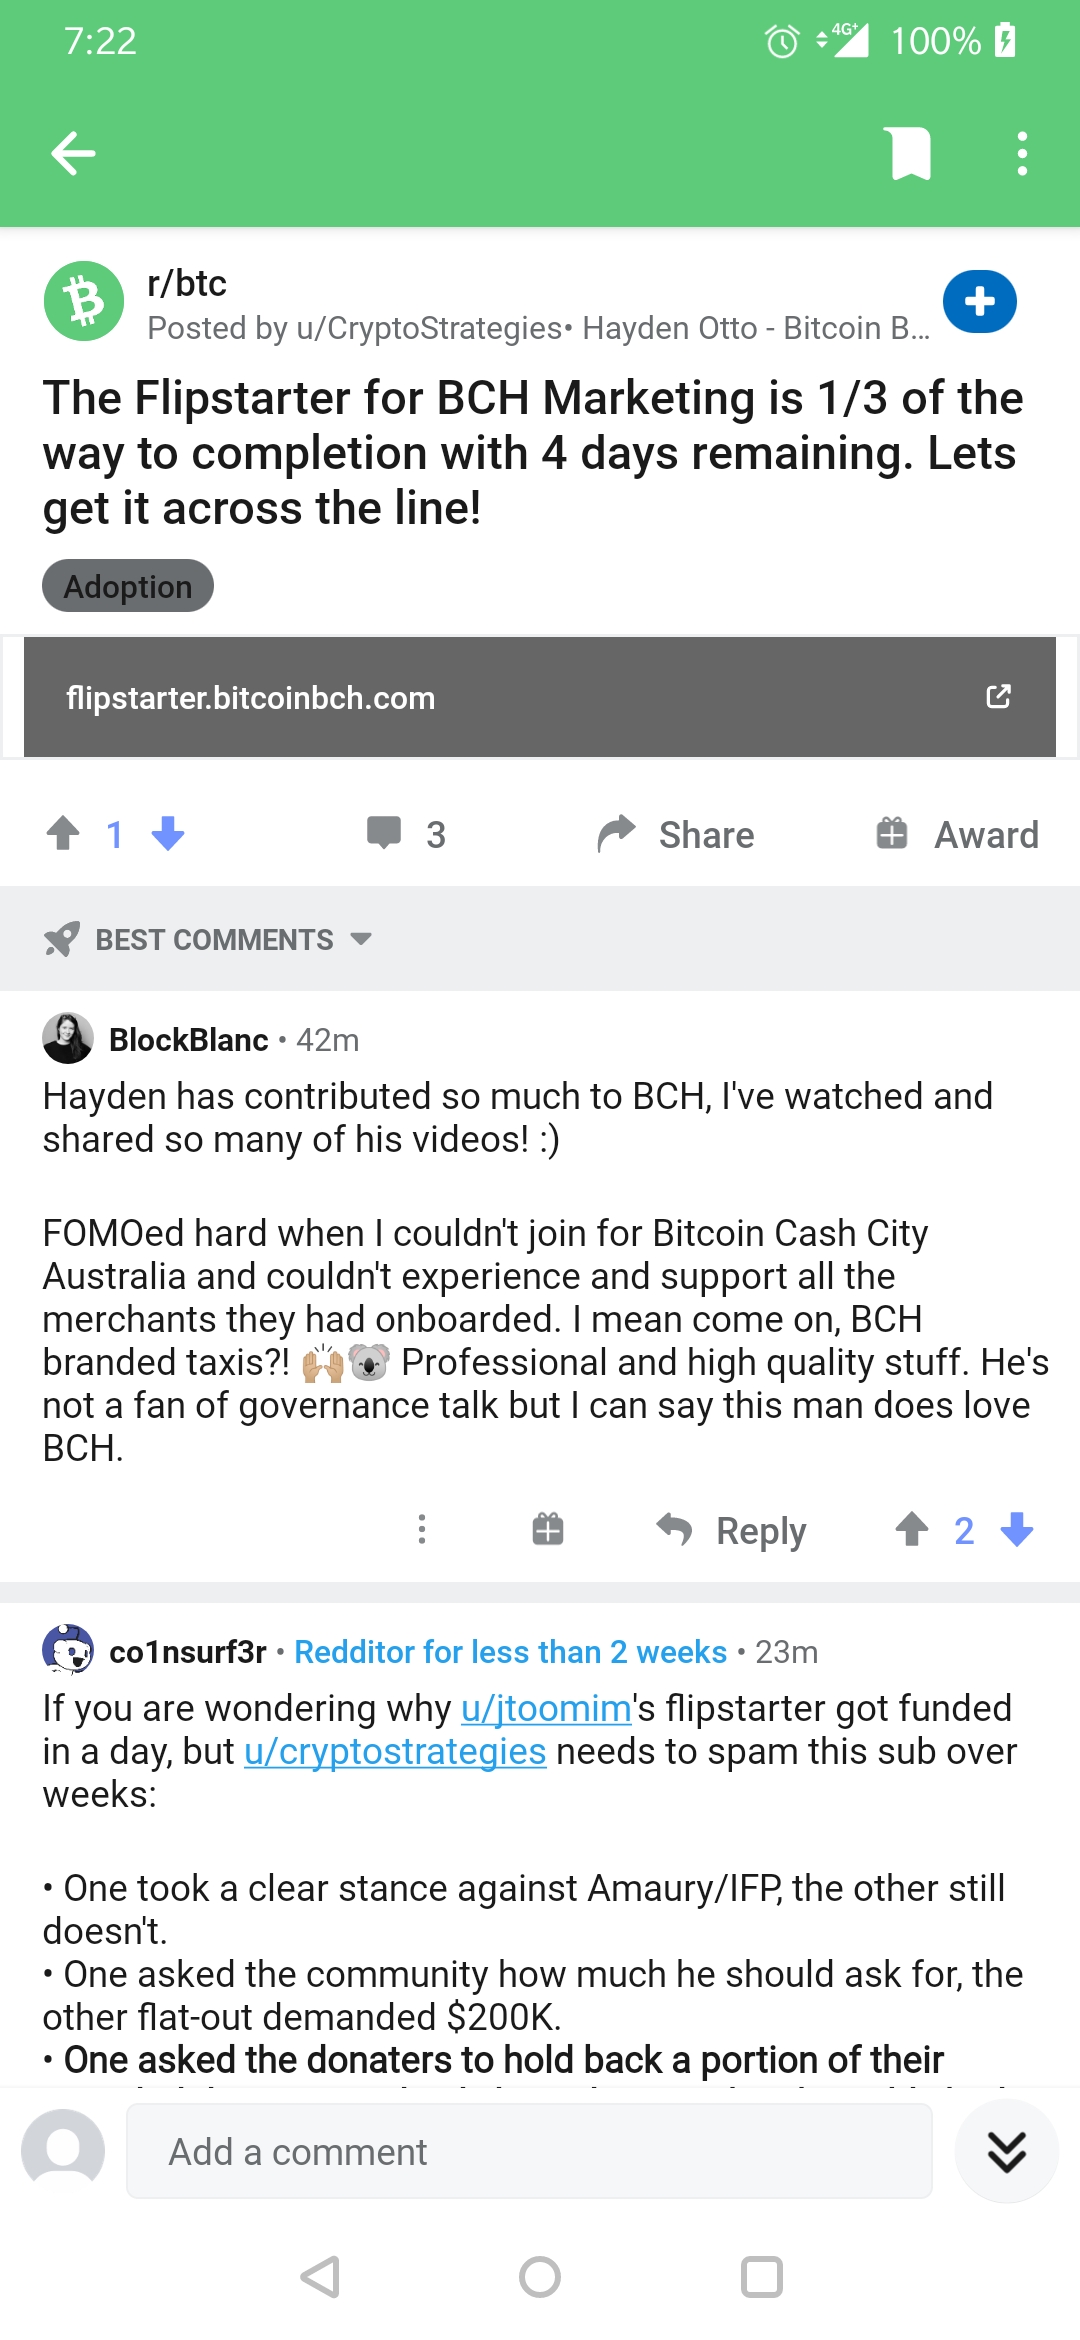 7:22
4G+ 100%
r/btc
Posted by u/CryptoStrategies• Hayden Otto - Bitcoin B...
The Flipstarter for BCH Marketing is 1/3 of the
way to completion with 4 days remaining. Lets
get it across the line!
Adoption
flipstarter.bitcoinbch.com
1 3 Share Award
BEST COMMENTS
BlockBlanc • 42m
Hayden has contributed so much to BCH, I've watched and
shared so many of his videos! :)
FOMOed hard when I couldn't join for Bitcoin Cash City
Australia and couldn't experience and support all the
merchants they had onboarded. I mean come on, BCH
branded taxis?! 🙌🏼🐨 Professional and high quality stuff. He's
not a fan of governance talk but I can say this man does love
BCH.
Reply 2
co1nsurf3r • Redditor for less than 2 weeks • 23m
If you are wondering why u/jtoomim's flipstarter got funded
in a day, but u/cryptostrategies needs to spam this sub over
weeks:
• One took a clear stance against Amaury/IFP, the other still
doesn't.
• One asked the community how much he should ask for, the
other flat-out demanded $200K.
• One asked the donaters to hold back a portion of their
Add a comment